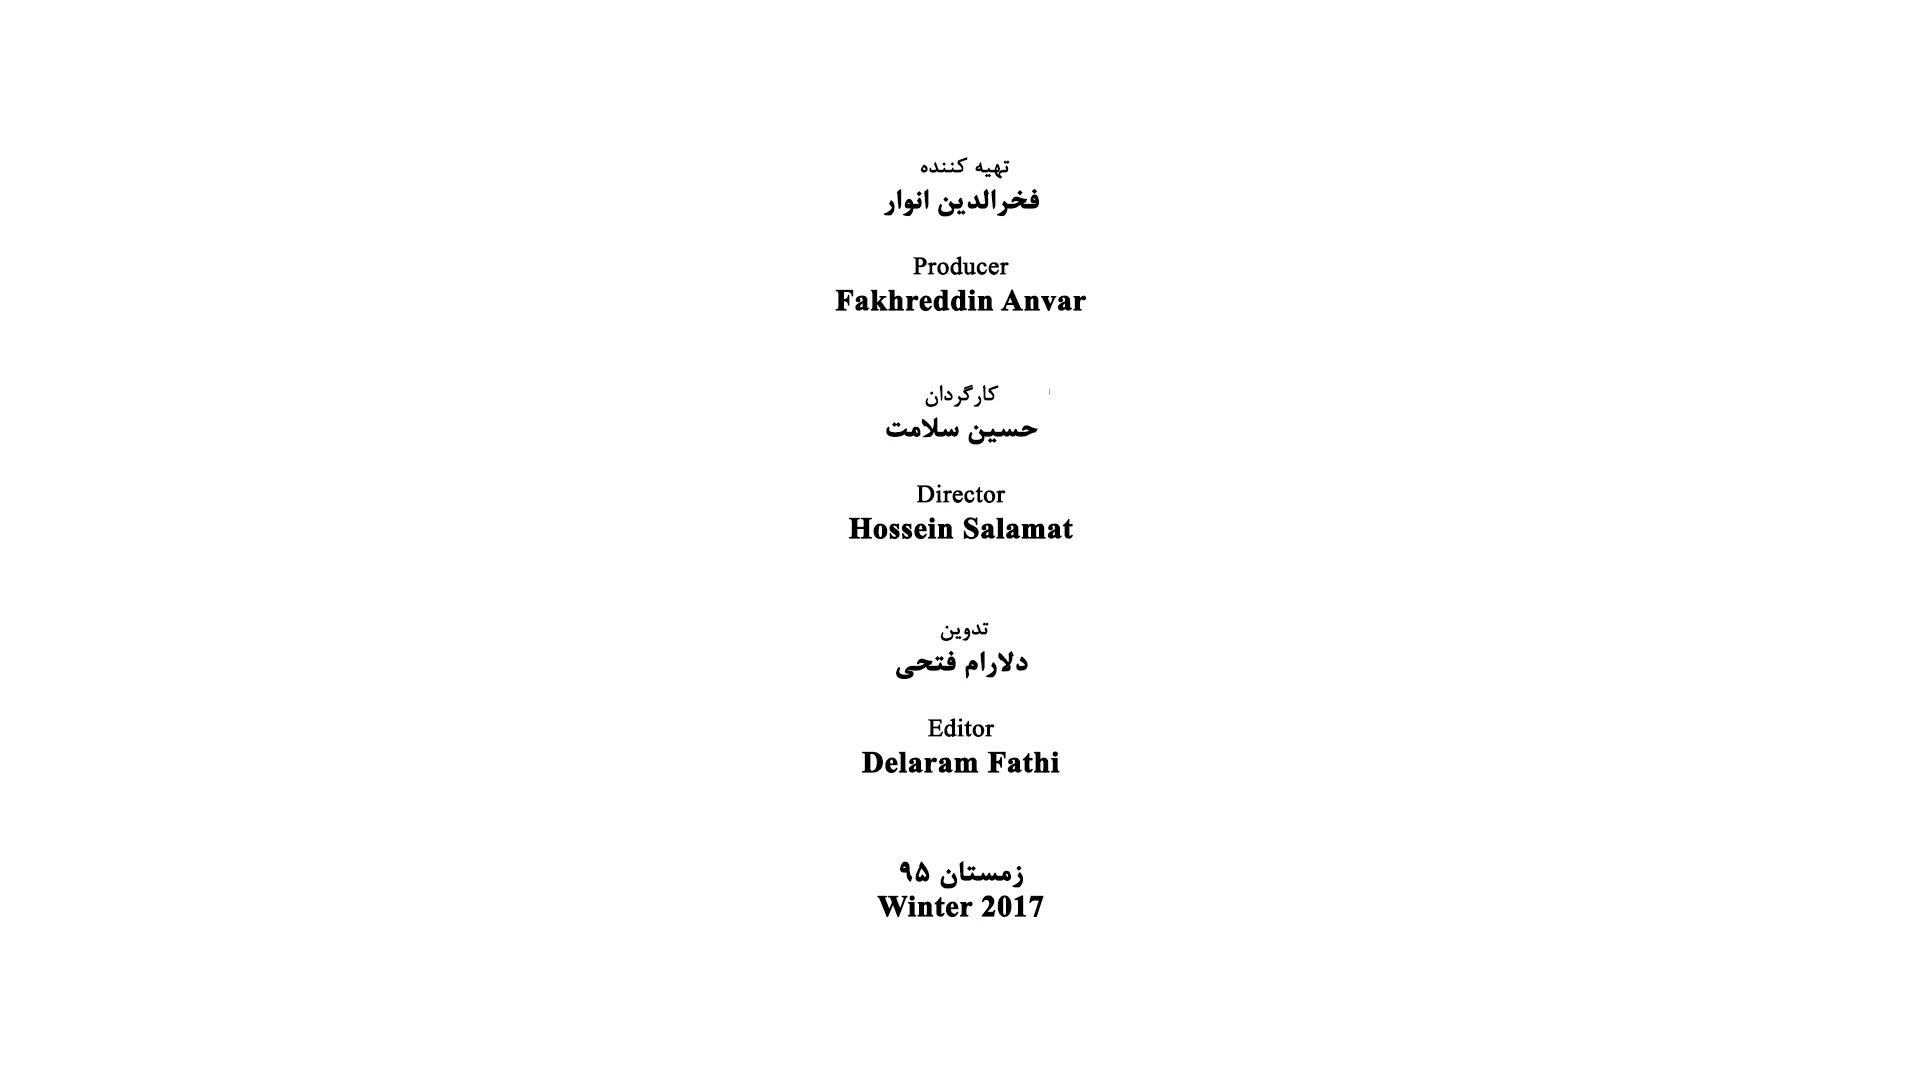 تهیه کننده
فخرالدین انوار
Producer
Fakhreddin Anvar
کارگردان
حسین سلامت
Director
Hossein Salamat
تدوین
دلارام فتحی
Editor
Delaram Fathi
زمستان ۹۵
Winter 2017